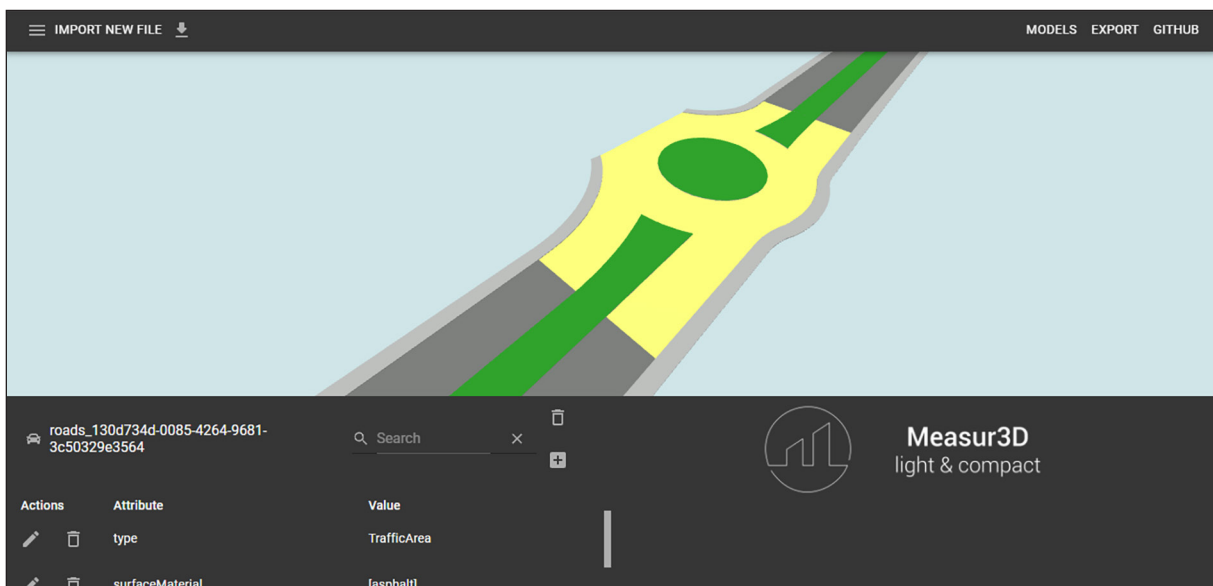 IMPORT NEW FILE
MODELS EXPORT GITHUB
roads_130d734d-0085-4264-9681-
3c50329e3564
Search
Measur3D
light & compact
Actions Attribute Value
type TrafficArea
surfaceMaterial [asphalt]